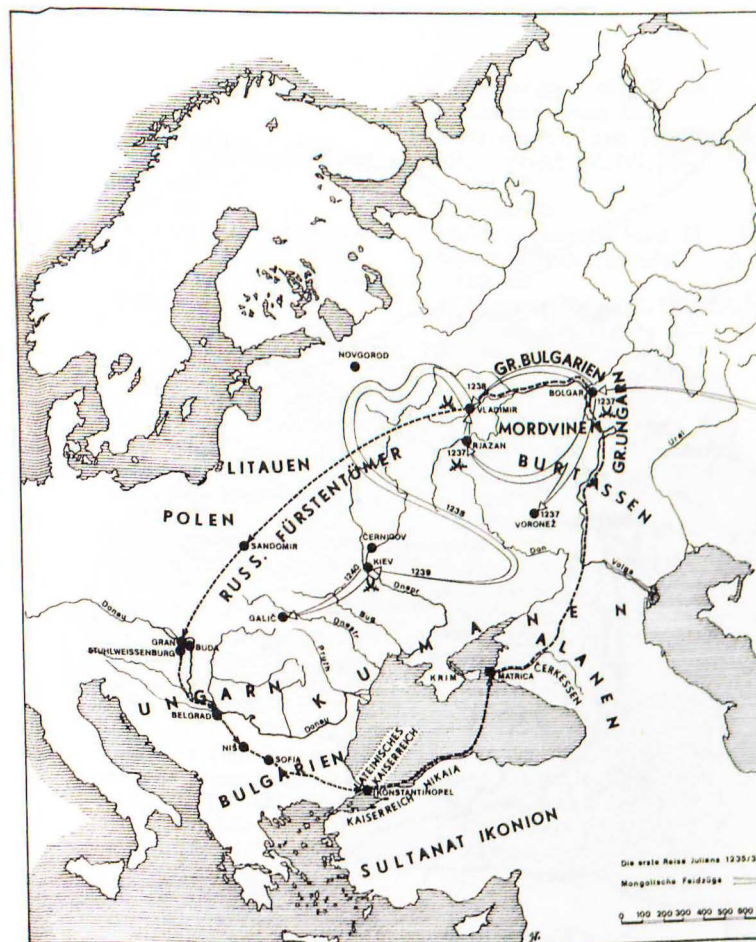 NOVGOROD
GR.BULGARIEN
1238
VLADIMIR
BOLGAR
1237
GR.UNGARN
MORDVINEN
RJAZAN
1237
BURTASSEN
Ural
LITAUEN
RUSS. FÜRSTENTÜMER
POLEN
1238
1237
VORONEŽ
SANDOMIR
ČERNIGOV
KIEV
Don
1240
1239
Dnepr
Volga
Donau
GALIČ
Bug
Dnestr
GRAN
BUDA
STUHLWEISSENBURG
Pruth
KUMANEN
ALANEN
UNGARN
KRIM
MATRICA
ČERKESSEN
BELGRAD
Donau
NIŠ
SOFIA
BULGARIEN
LATEINISCHES
KAISERREICH
KONSTANTINOPEL
KAISERREICH NIKAIA
SULTANAT IKONION
Die erste Reise Julians 1235/3
Mongolische Feldzüge
0 100 200 300 400 500 600